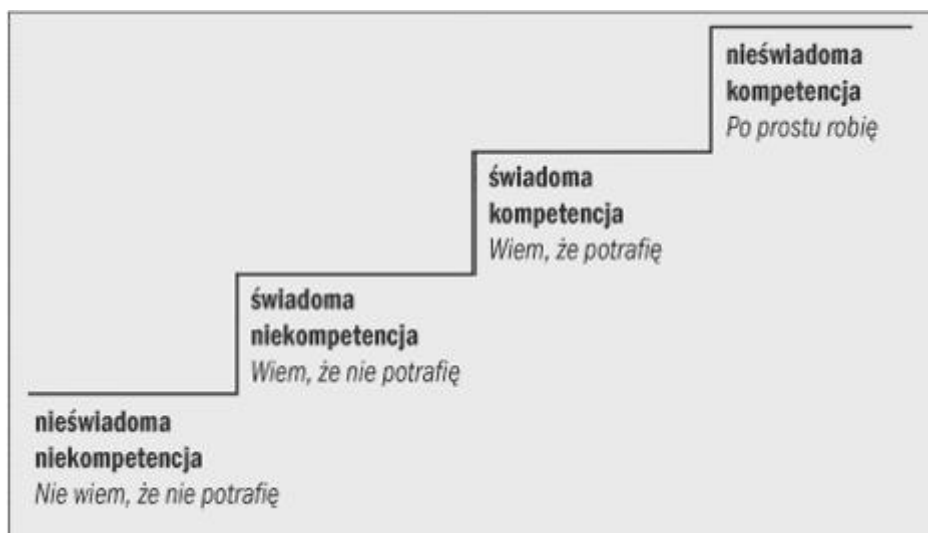 nieświadoma
kompetencja
Po prostu robię
świadoma
kompetencja
Wiem, że potrafię
świadoma
niekompetencja
Wiem, że nie potrafię
nieświadoma
niekompetencja
Nie wiem, że nie potrafię